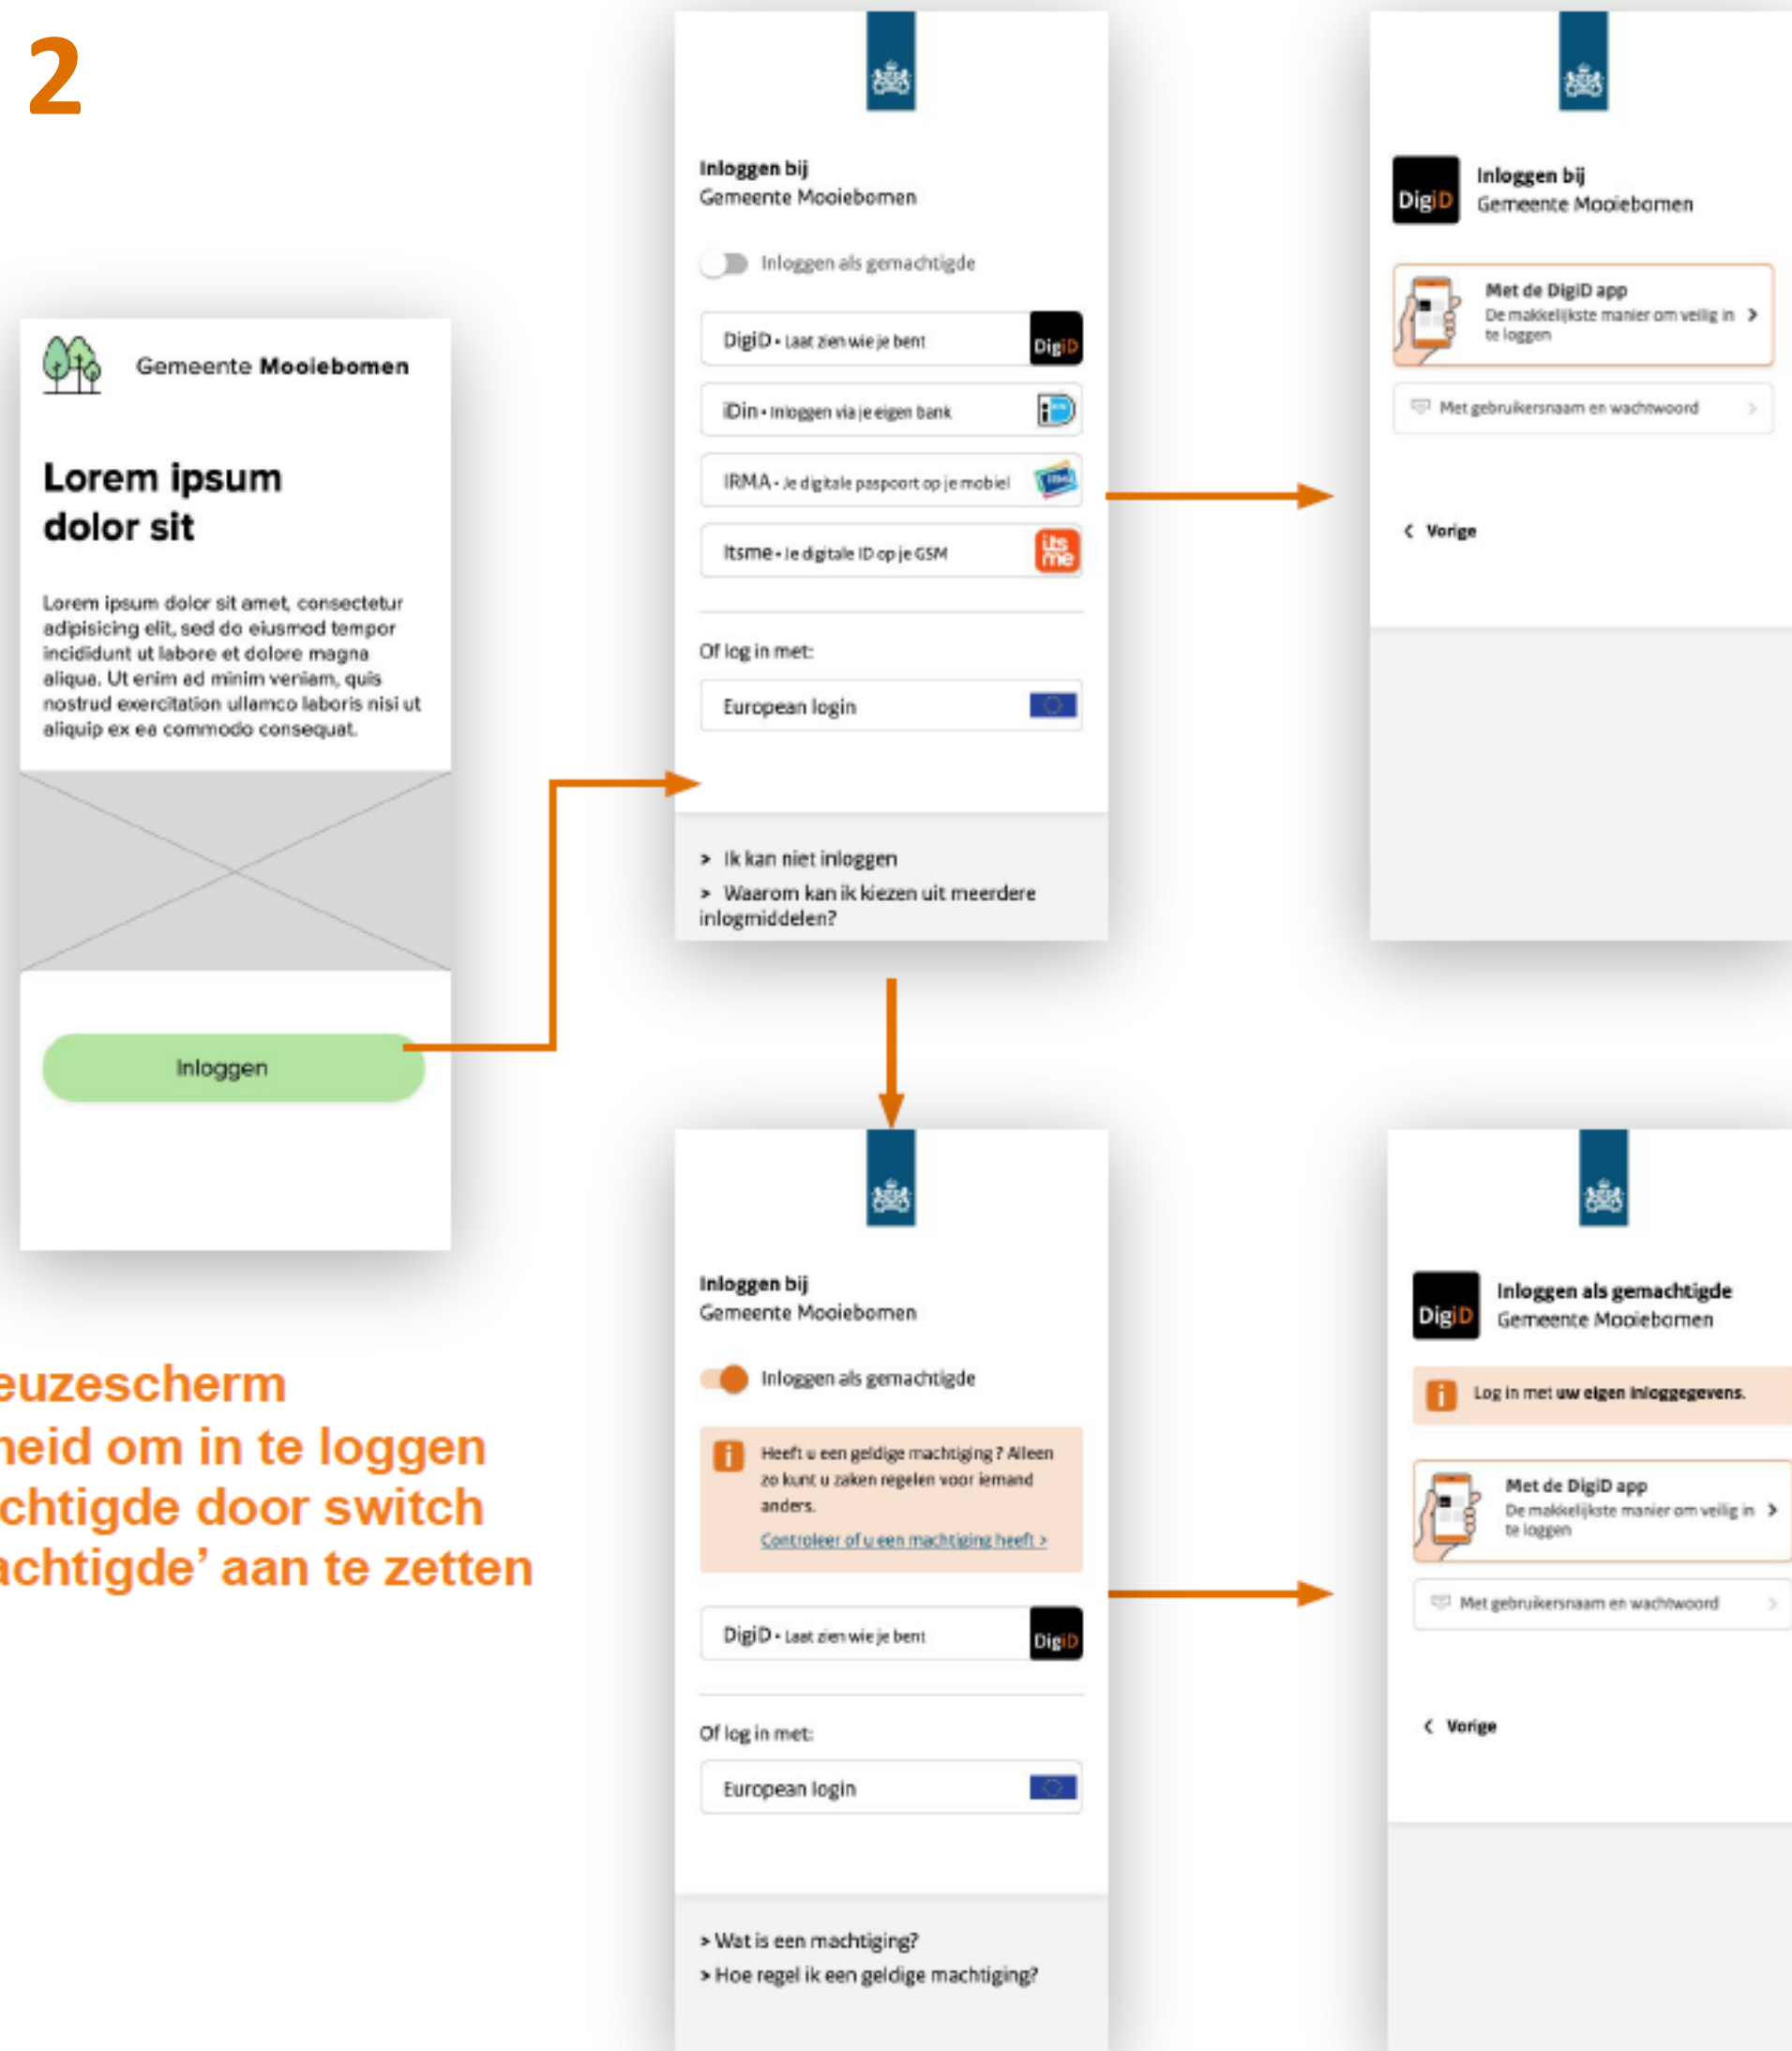 2
Gemeente Mooiebomen
Lorem ipsum
dolor sit
Lorem ipsum dolor sit amet, consectetur
adipisicing elit, sed do eiusmod tempor
incididunt ut labore et dolore magna
aliqua. Ut enim ad minim veniam, quis
nostrud exercitation ullamco laboris nisi ut
aliquip ex ea commodo consequat.
Inloggen
euzescherm
heid om in te loggen
chtigde door switch
achtigde’ aan te zetten
Inloggen bij
Gemeente Mooiebomen
Inloggen als gemachtigde
DigiD • Laat zien wie je bent
DigiD
iDin • Inloggen via je eigen bank
iD
IRMA • Je digitale paspoort op je mobiel
IRMA
Itsme • Je digitale ID op je GSM
its
me
Of log in met:
European login
> Ik kan niet inloggen
> Waarom kan ik kiezen uit meerdere
inlogmiddelen?
DigiD
Inloggen bij
Gemeente Mooiebomen
Met de DigiD app
De makkelijkste manier om veilig in >
te loggen
Met gebruikersnaam en wachtwoord >
< Vorige
Inloggen bij
Gemeente Mooiebomen
Inloggen als gemachtigde
i
Heeft u een geldige machtiging ? Alleen
zo kunt u zaken regelen voor iemand
anders.
Controleer of u een machtiging heeft >
DigiD • Laat zien wie je bent
DigiD
Of log in met:
European login
> Wat is een machtiging?
> Hoe regel ik een geldige machtiging?
DigiD
Inloggen als gemachtigde
Gemeente Mooiebomen
i
Log in met uw eigen inloggegevens.
Met de DigiD app
De makkelijkste manier om veilig in >
te loggen
Met gebruikersnaam en wachtwoord >
< Vorige